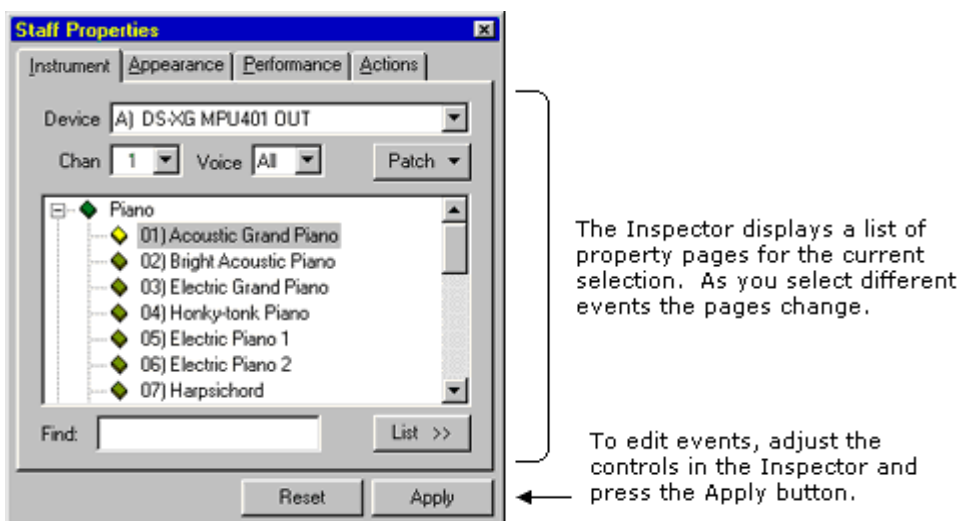 Staff Properties
Instrument Appearance Performance Actions
Device A) DS-XG MPU401 OUT
Chan 1 Voice All Patch
Piano
01) Acoustic Grand Piano
02) Bright Acoustic Piano
03) Electric Grand Piano
04) Honky-tonk Piano
05) Electric Piano 1
06) Electric Piano 2
07) Harpsichord
Find: List >>
Reset Apply
The Inspector displays a list of
property pages for the current
selection. As you select different
events the pages change.
To edit events, adjust the
controls in the Inspector and
press the Apply button.